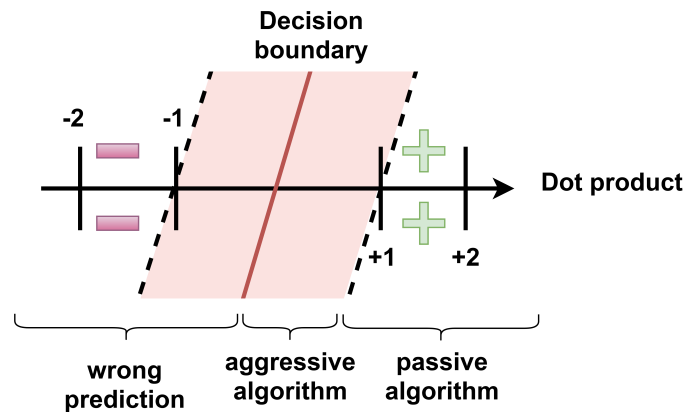 Decision
boundary
-2
-1
Dot product
+1
+2
wrong
prediction
aggressive
algorithm
passive
algorithm